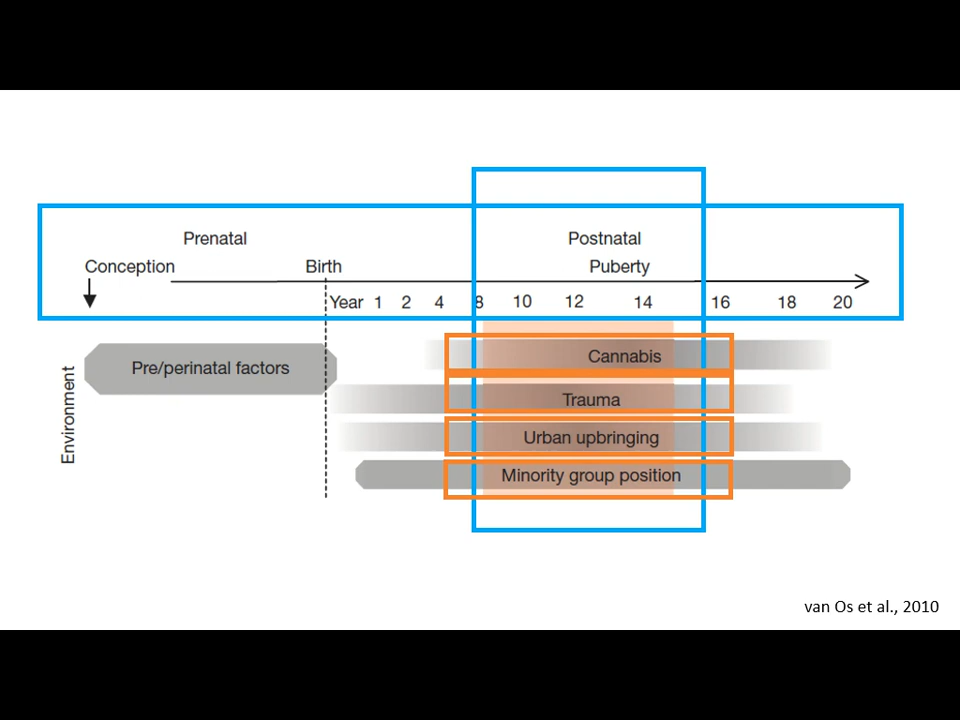 Prenatal Postnatal
Conception Birth Puberty
Year 1 2 4 8 10 12 14 16 18 20
Environment
Pre/perinatal factors
Cannabis
Trauma
Urban upbringing
Minority group position
van Os et al., 2010